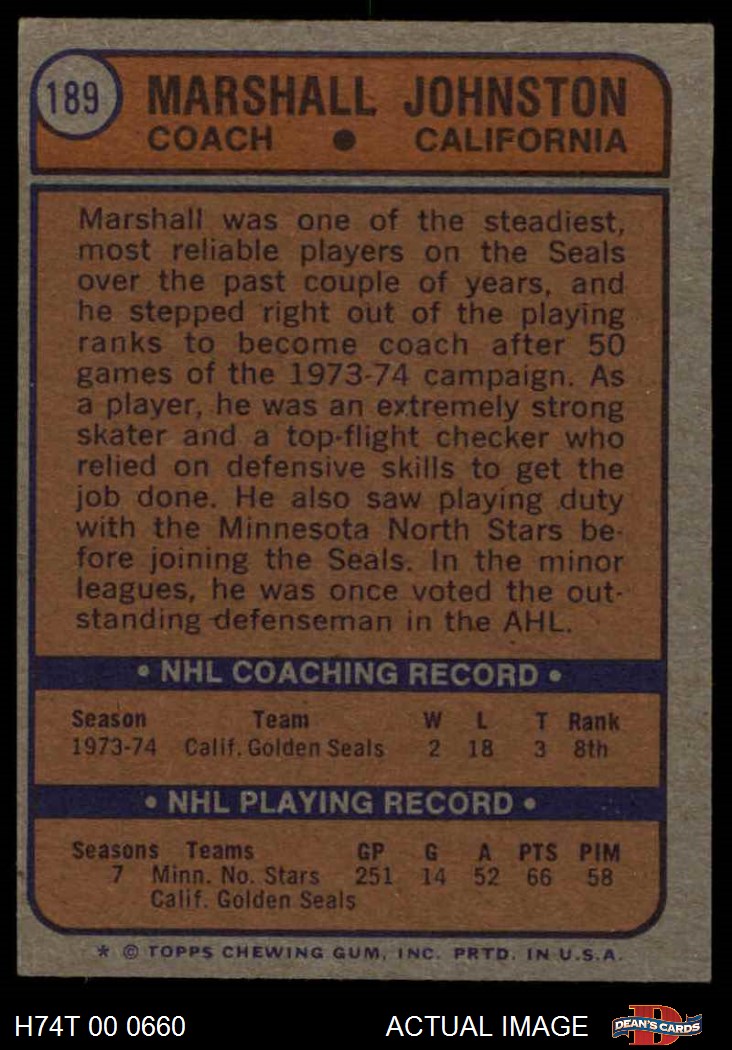 189
MARSHALL JOHNSTON
COACH ● CALIFORNIA
Marshall was one of the steadiest,
most reliable players on the Seals
over the past couple of years, and
he stepped right out of the playing
ranks to become coach after 50
games of the 1973-74 campaign. As
a player, he was an extremely strong
skater and a top-flight checker who
relied on defensive skills to get the
job done. He also saw playing duty
with the Minnesota North Stars be-
fore joining the Seals. In the minor
leagues, he was once voted the out-
standing defenseman in the AHL.
• NHL COACHING RECORD •
Season Team W L T Rank
1973-74 Calif. Golden Seals 2 18 3 8th
• NHL PLAYING RECORD •
Seasons Teams GP G A PTS PIM
7 Minn. No. Stars 251 14 52 66 58
Calif. Golden Seals
* © TOPPS CHEWING GUM, INC. PRTD. IN U.S.A.
H74T 00 0660 ACTUAL IMAGE D DEAN'S CARDS